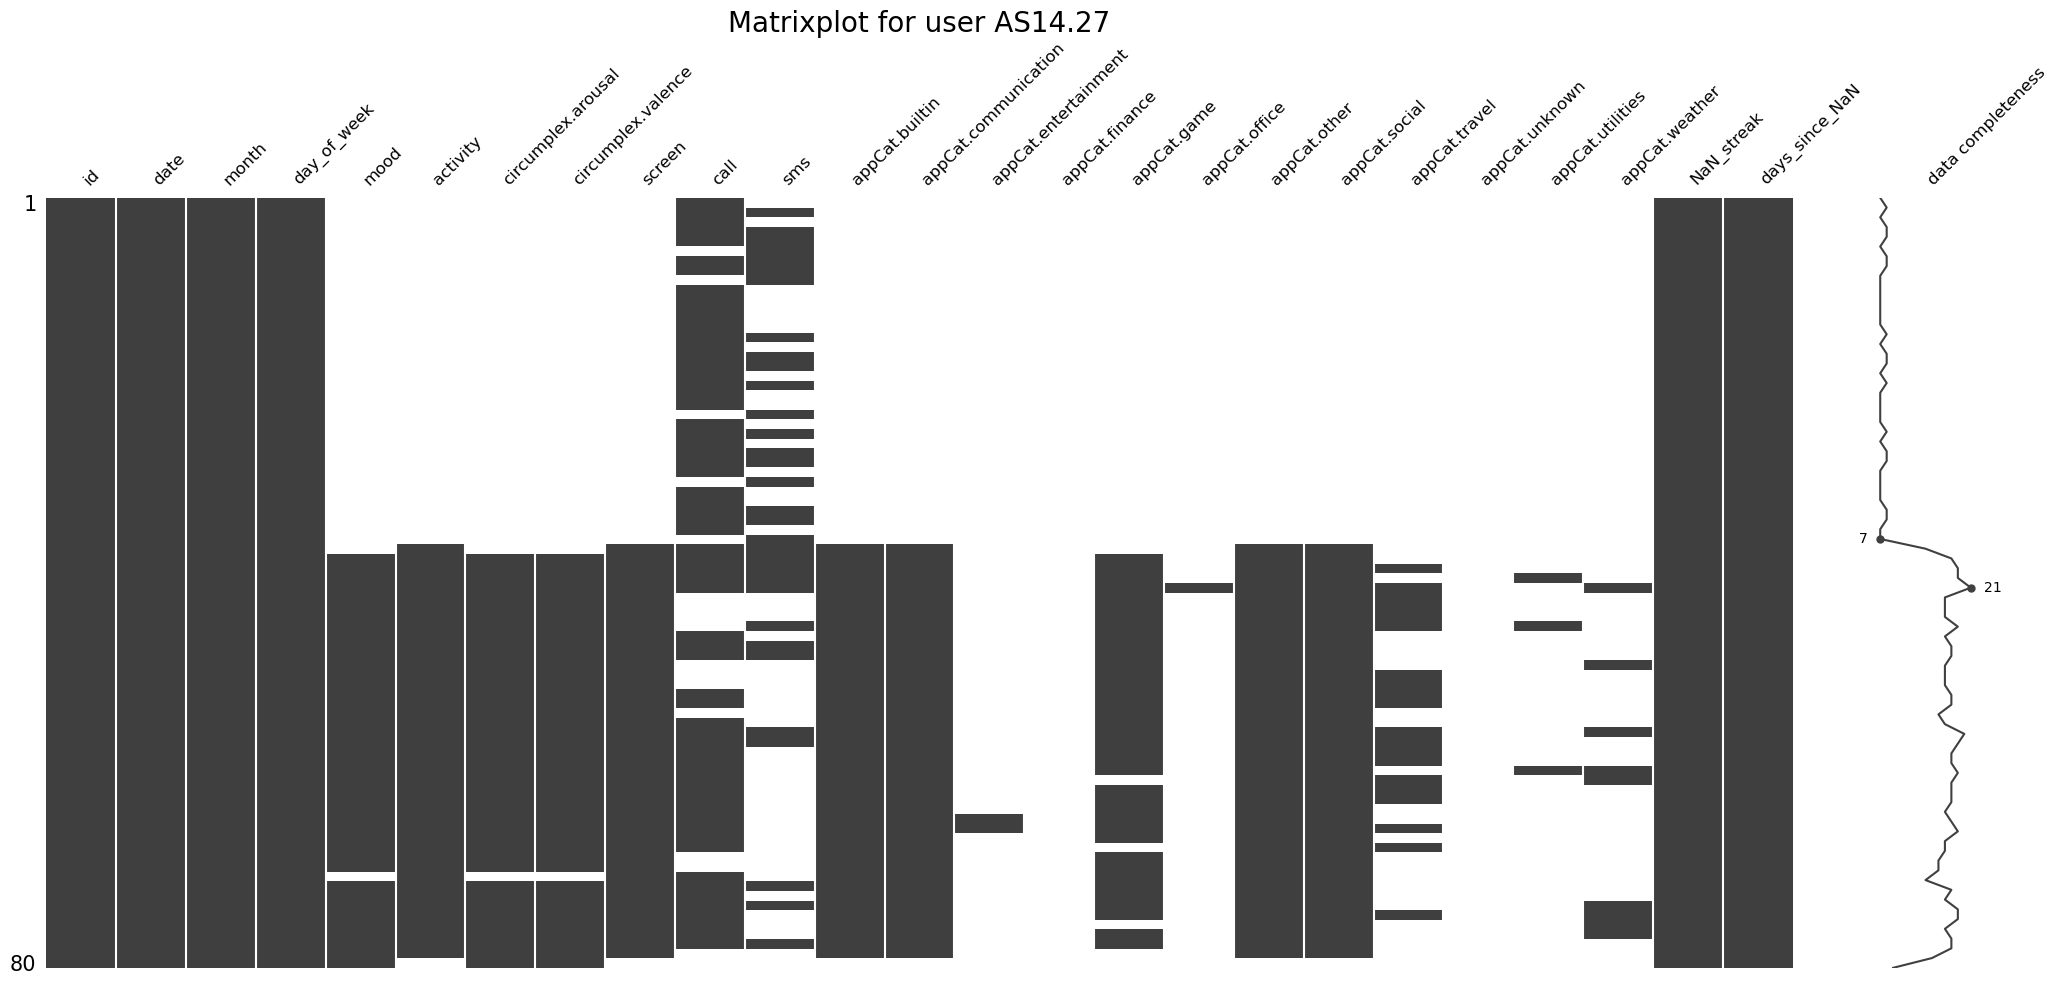 Matrixplot for user AS14.27
id
date
month
day_of_week
mood
activity
circumplex.arousal
circumplex.valence
screen
call
sms
appCat.builtin
appCat.communication
appCat.entertainment
appCat.finance
appCat.game
appCat.office
appCat.other
appCat.social
appCat.travel
appCat.unknown
appCat.utilities
appCat.weather
NaN_streak
days_since_NaN
data completeness
1
7
21
80